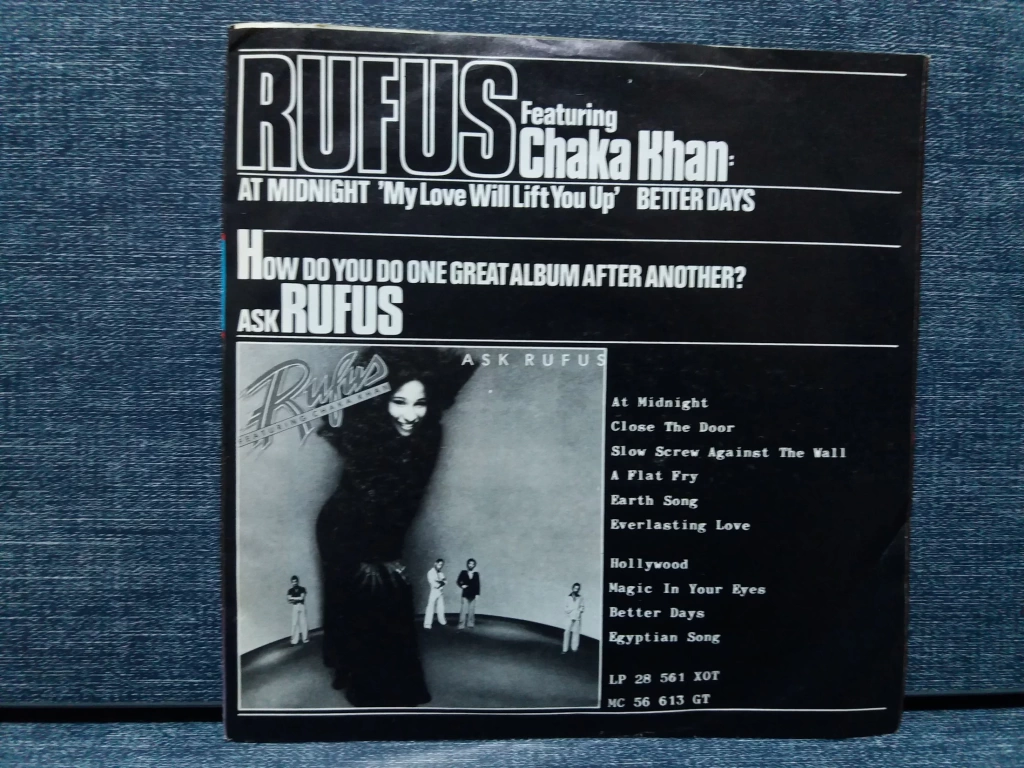 RUFUS Featuring
Chaka Khan:
AT MIDNIGHT 'My Love Will Lift You Up' BETTER DAYS
HOW DO YOU DO ONE GREAT ALBUM AFTER ANOTHER?
ASK RUFUS
Rufus
FEATURING CHAKA KHAN
ASK RUFUS
At Midnight
Close The Door
Slow Screw Against The Wall
A Flat Fry
Earth Song
Everlasting Love
Hollywood
Magic In Your Eyes
Better Days
Egyptian Song
LP 28 561 XOT
MC 56 613 GT